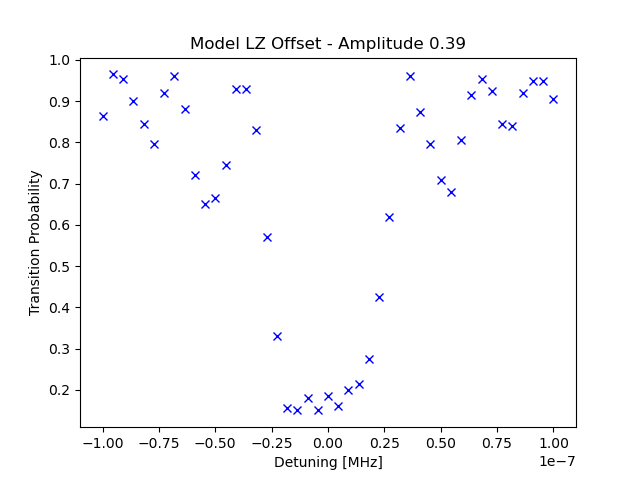 Model LZ Offset - Amplitude 0.39
Transition Probability
1.0
0.9
0.8
0.7
0.6
0.5
0.4
0.3
0.2
−1.00 −0.75 −0.50 −0.25 0.00 0.25 0.50 0.75 1.00
1e−7
Detuning [MHz]